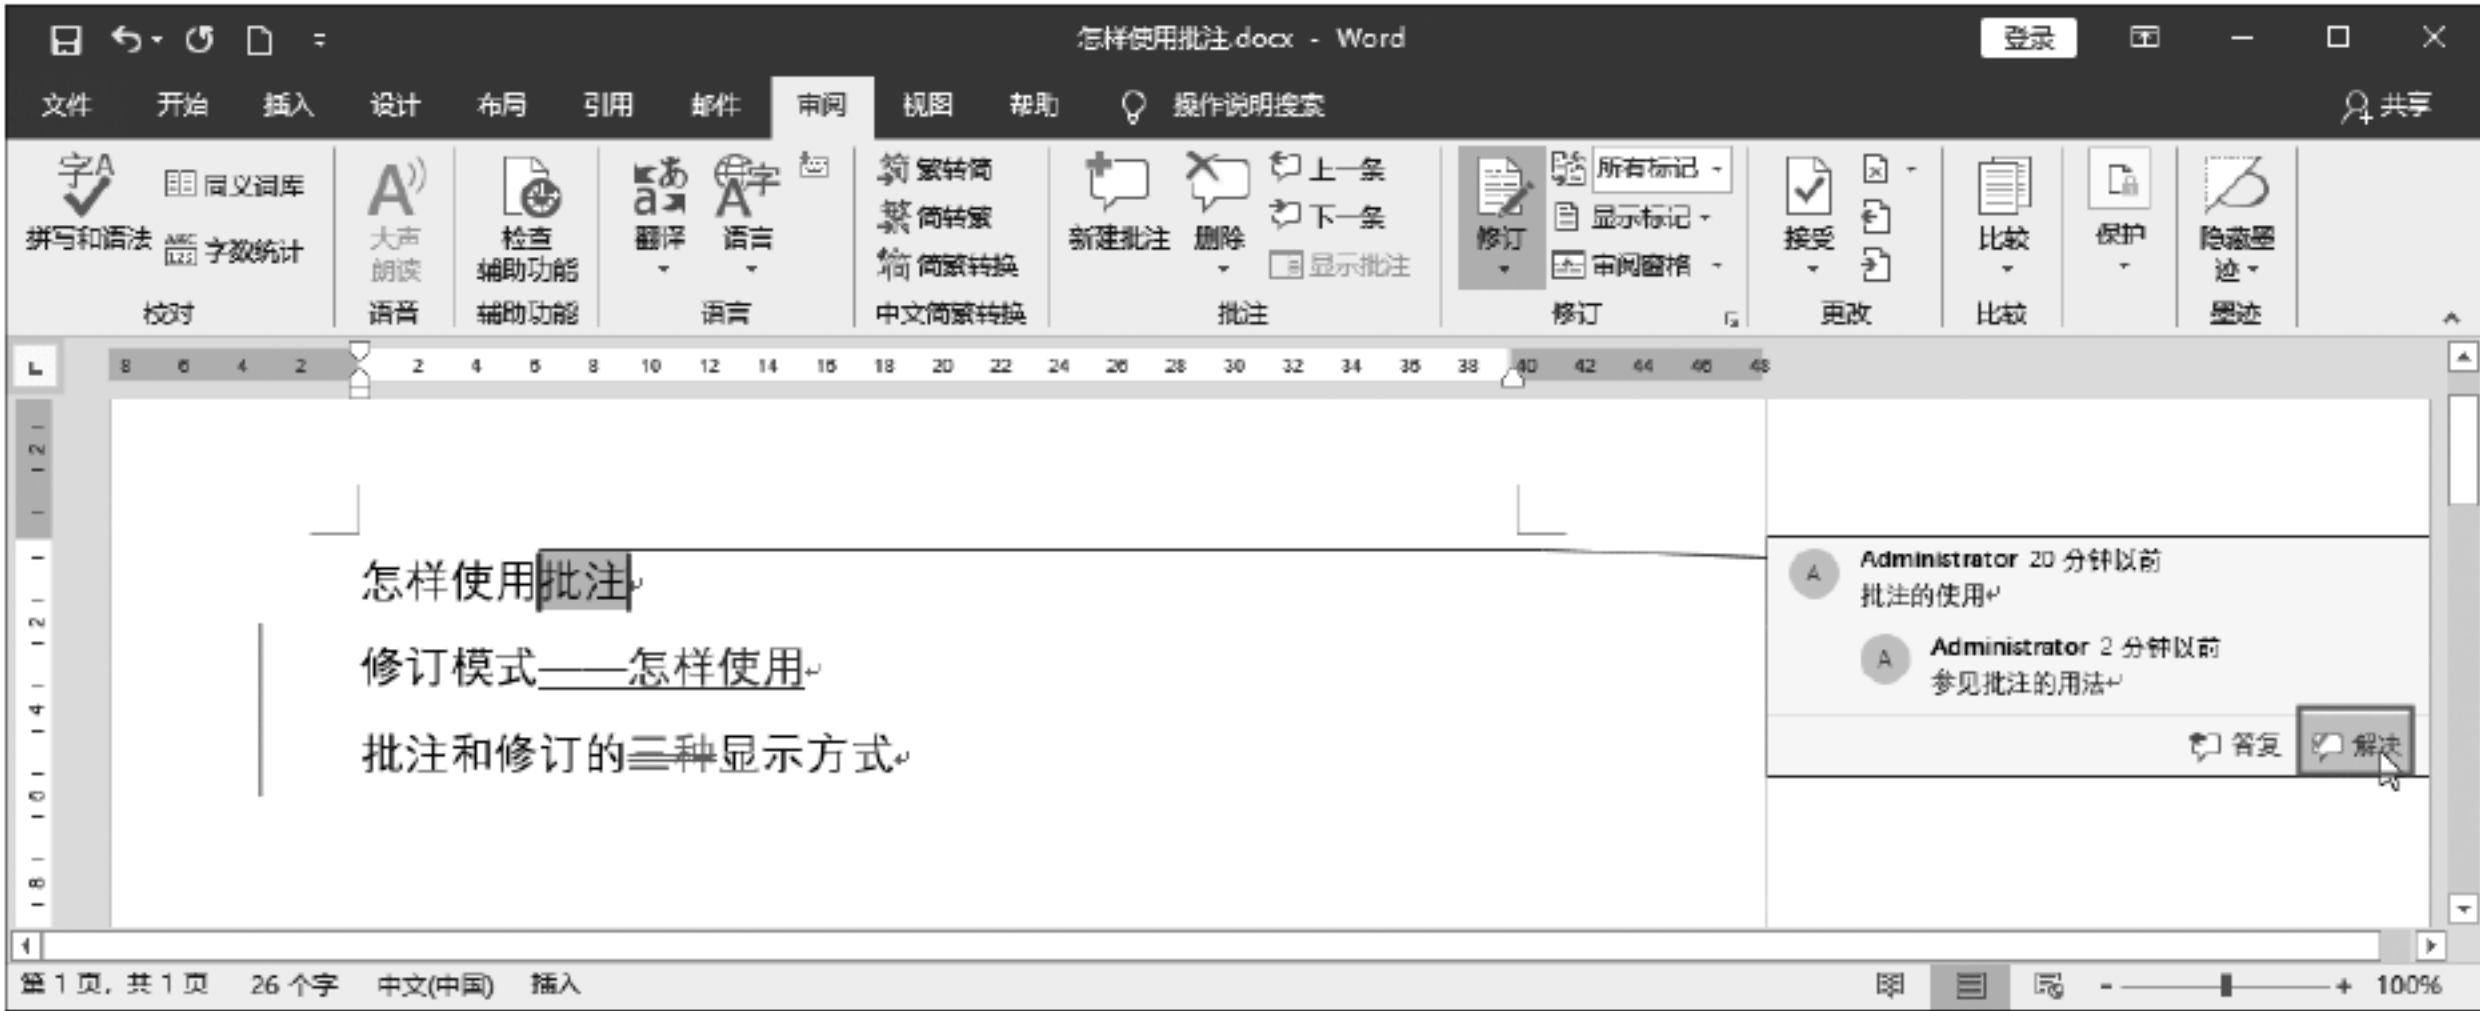 怎样使用批注.docx - Word
登录
文件 开始 插入 设计 布局 引用 邮件 审阅 视图 帮助 操作说明搜索 共享
拼写和语法
同义词库
字数统计
校对
大声
朗读
语音
检查
辅助功能
辅助功能
翻译
语言
语言
繁转简
简转繁
简繁转换
中文简繁转换
新建批注
删除
上一条
下一条
显示批注
批注
修订
所有标记
显示标记
审阅窗格
修订
接受
更改
比较
比较
保护
隐藏墨
迹
墨迹
8 6 4 2 2 4 6 8 10 12 14 16 18 20 22 24 26 28 30 32 34 36 38 40 42 44 46 48
2
2
4
6
8
怎样使用批注
修订模式——怎样使用
批注和修订的三种显示方式
A
Administrator 20 分钟以前
批注的使用
A
Administrator 2 分钟以前
参见批注的用法
答复 解决
第 1 页, 共 1 页 26 个字 中文(中国) 插入 100%